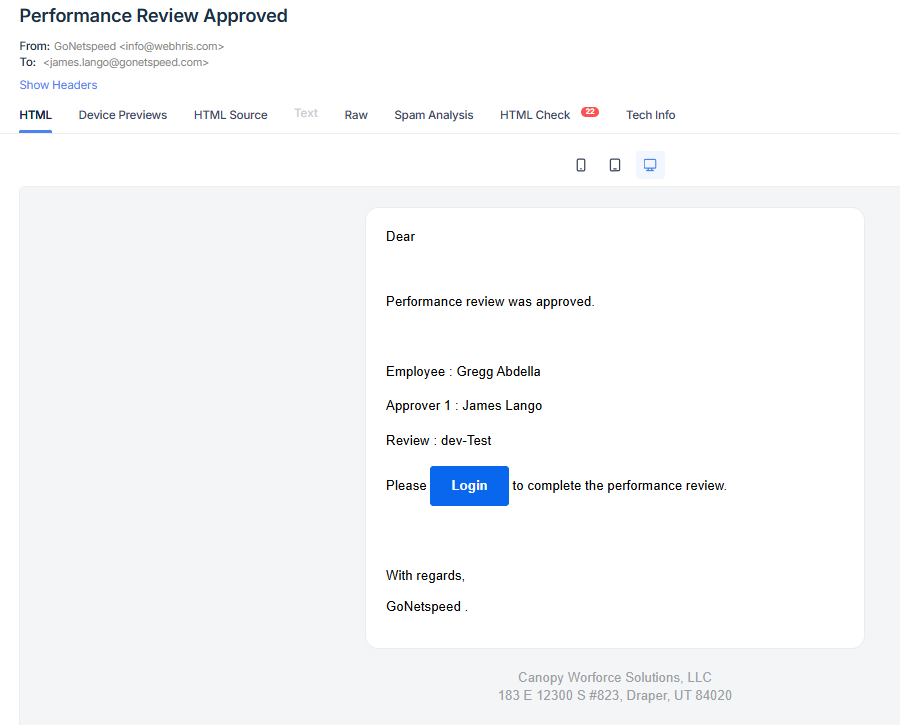 Performance Review Approved
From: GoNetspeed <info@webhris.com>
To: <james.lango@gonetspeed.com>
Show Headers
HTML Device Previews HTML Source Text Raw Spam Analysis HTML Check 22 Tech Info
Dear
Performance review was approved.
Employee : Gregg Abdella
Approver 1 : James Lango
Review : dev-Test
Please Login to complete the performance review.
With regards,
GoNetspeed .
Canopy Worforce Solutions, LLC
183 E 12300 S #823, Draper, UT 84020